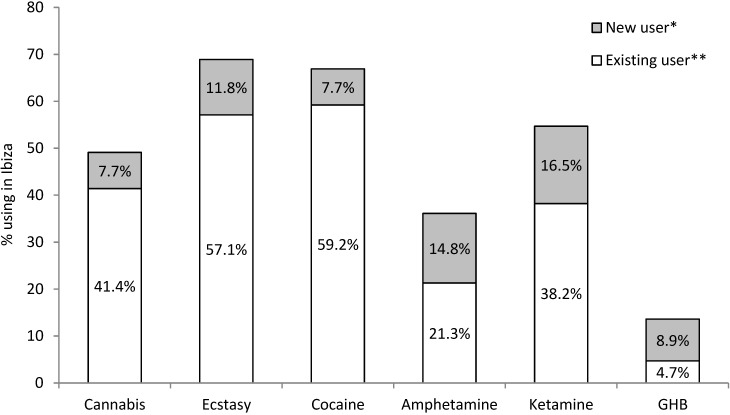 80
70
60
50
40
30
20
10
0
% using in Ibiza
New user*
Existing user**
7.7%
41.4%
11.8%
57.1%
7.7%
59.2%
14.8%
21.3%
16.5%
38.2%
8.9%
4.7%
Cannabis
Ecstasy
Cocaine
Amphetamine
Ketamine
GHB